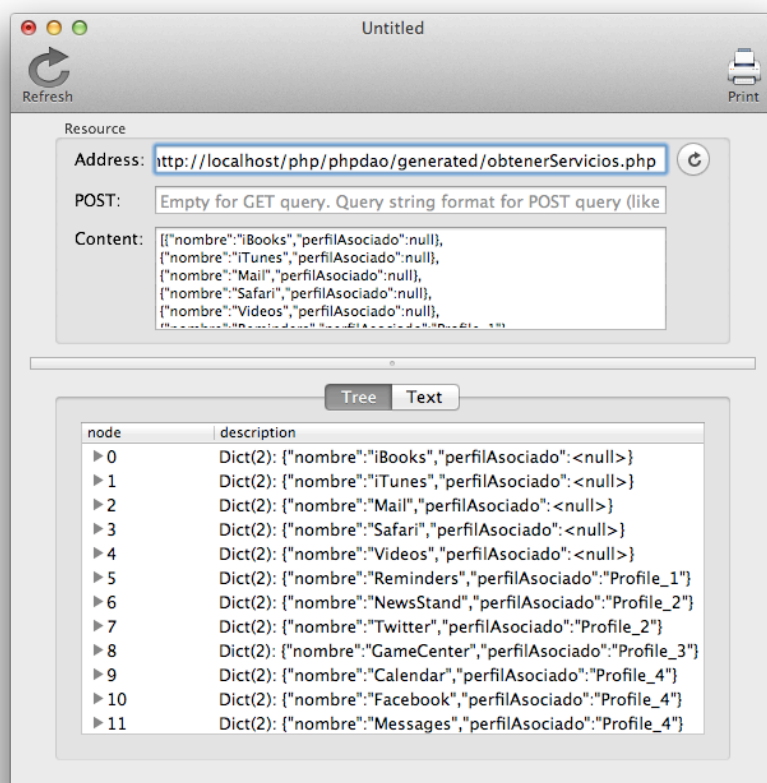 Untitled
Refresh
Print
Resource
Address: http://localhost/php/phpdao/generated/obtenerServicios.php
POST: Empty for GET query. Query string format for POST query (like
Content: [{"nombre":"iBooks","perfilAsociado":null},
{"nombre":"iTunes","perfilAsociado":null},
{"nombre":"Mail","perfilAsociado":null},
{"nombre":"Safari","perfilAsociado":null},
{"nombre":"Videos","perfilAsociado":null},
{"nombre":"Reminders","perfilAsociado":"Profile_1"}
Tree Text
node description
0 Dict(2): {"nombre":"iBooks","perfilAsociado":<null>}
1 Dict(2): {"nombre":"iTunes","perfilAsociado":<null>}
2 Dict(2): {"nombre":"Mail","perfilAsociado":<null>}
3 Dict(2): {"nombre":"Safari","perfilAsociado":<null>}
4 Dict(2): {"nombre":"Videos","perfilAsociado":<null>}
5 Dict(2): {"nombre":"Reminders","perfilAsociado":"Profile_1"}
6 Dict(2): {"nombre":"NewsStand","perfilAsociado":"Profile_2"}
7 Dict(2): {"nombre":"Twitter","perfilAsociado":"Profile_2"}
8 Dict(2): {"nombre":"GameCenter","perfilAsociado":"Profile_3"}
9 Dict(2): {"nombre":"Calendar","perfilAsociado":"Profile_4"}
10 Dict(2): {"nombre":"Facebook","perfilAsociado":"Profile_4"}
11 Dict(2): {"nombre":"Messages","perfilAsociado":"Profile_4"}